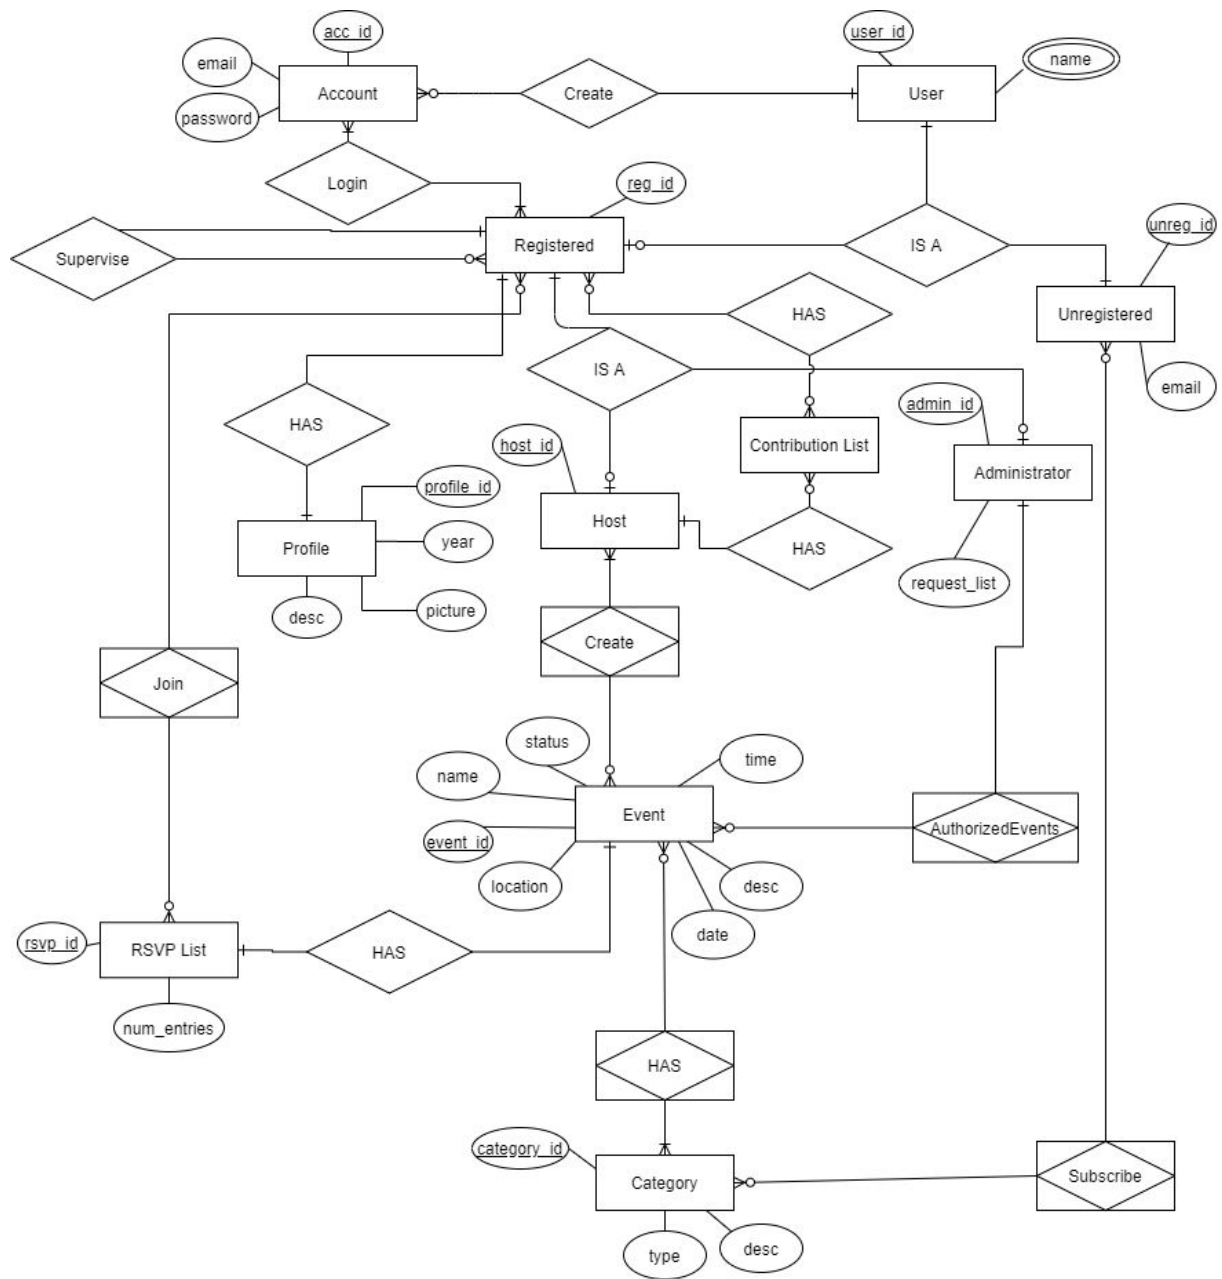 acc_id
user_id
email
name
Account
Create
User
password
Login
reg_id
Supervise
Registered
IS A
unreg_id
HAS
Unregistered
IS A
email
HAS
admin_id
host_id
Contribution List
Administrator
profile_id
Host
HAS
Profile
year
request_list
desc
picture
Create
Join
status
time
name
Event
AuthorizedEvents
event_id
location
desc
date
rsvp_id
RSVP List
HAS
num_entries
HAS
category_id
Category
Subscribe
type
desc